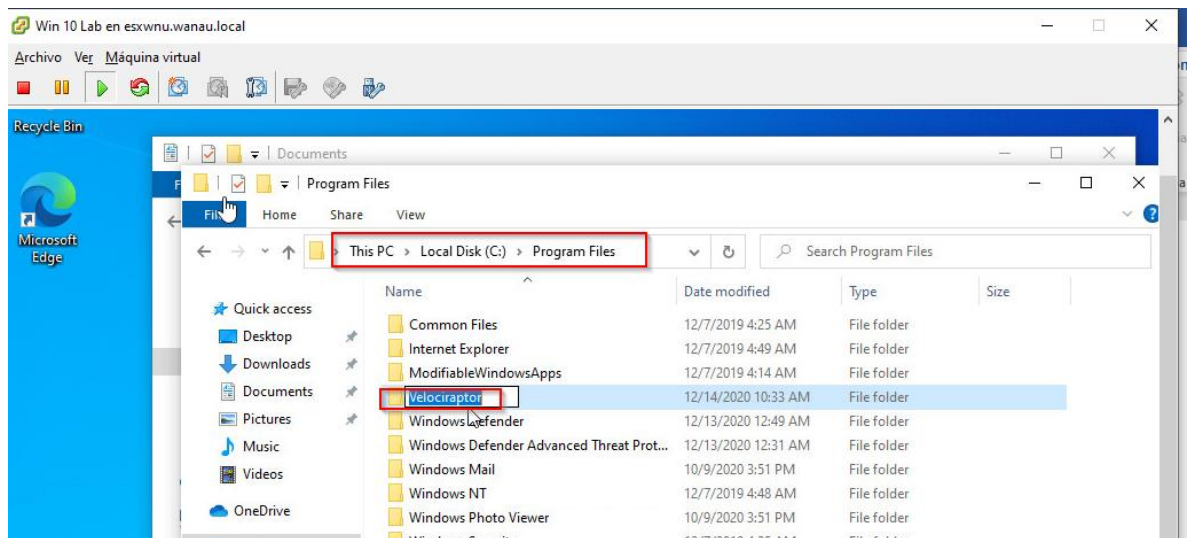 Win 10 Lab en esxwnu.wanau.local
Archivo Ver Máquina virtual
Recycle Bin
Documents
Program Files
Home Share View
This PC > Local Disk (C:) > Program Files
Search Program Files
Name Date modified Type Size
Quick access
Desktop
Downloads
Documents
Pictures
Music
Videos
OneDrive
Common Files 12/7/2019 4:25 AM File folder
Internet Explorer 12/7/2019 4:49 AM File folder
ModifiableWindowsApps 12/7/2019 4:14 AM File folder
Velociraptor 12/14/2020 10:33 AM File folder
Windows Defender 12/13/2020 12:49 AM File folder
Windows Defender Advanced Threat Prot... 12/13/2020 12:31 AM File folder
Windows Mail 10/9/2020 3:51 PM File folder
Windows NT 12/7/2019 4:48 AM File folder
Windows Photo Viewer 10/9/2020 3:51 PM File folder
Microsoft
Edge